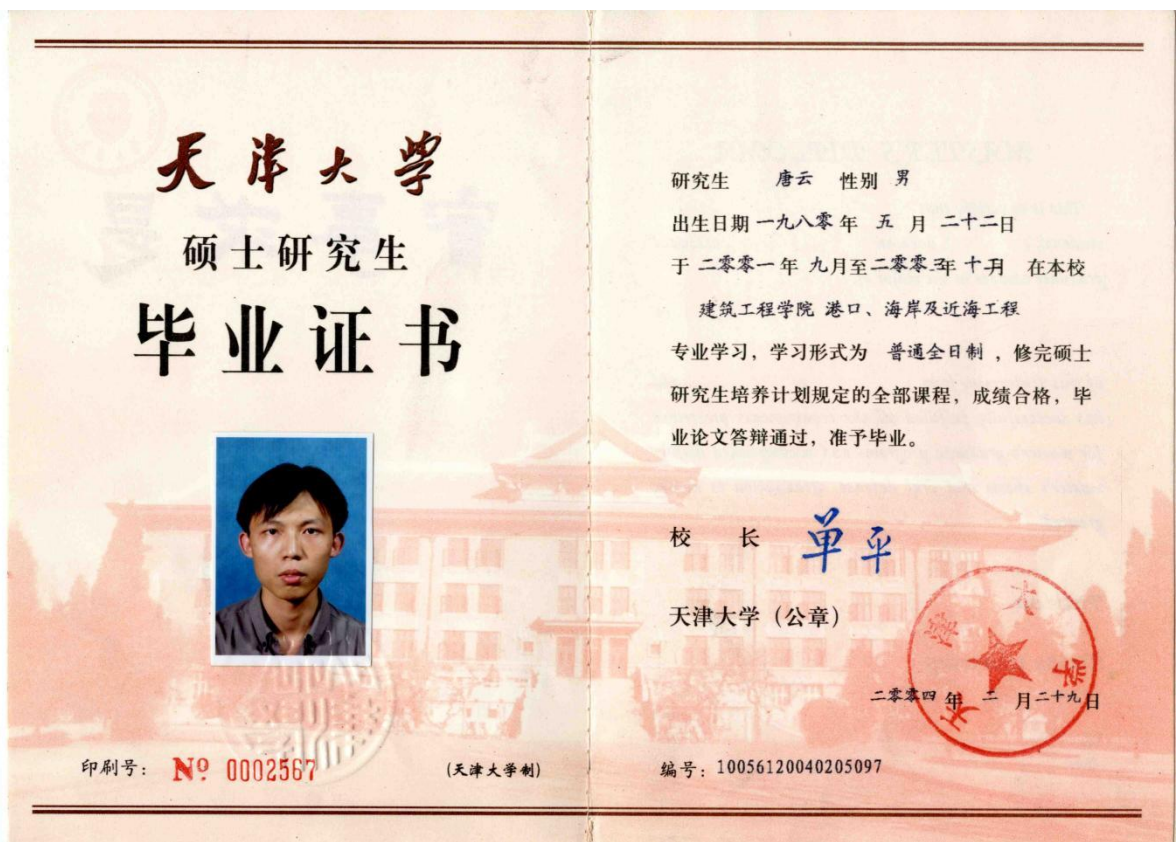 天津大学
硕士研究生
毕业证书
印刷号： № 0002567
(天津大学制)
研究生 唐云 性别 男
出生日期 一九八零 年 五 月 二十二日
于 二零零一 年 九月至 二零零三年 十二月 在本校
建筑工程学院 港口、海岸及近海工程
专业学习，学习形式为 普通全日制 ，修完硕士
研究生培养计划规定的全部课程，成绩合格，毕
业论文答辩通过，准予毕业。
校 长 单平
天津大学（公章）
天津大学
二零零四 年 二 月二十九日
编号：10056120040205097